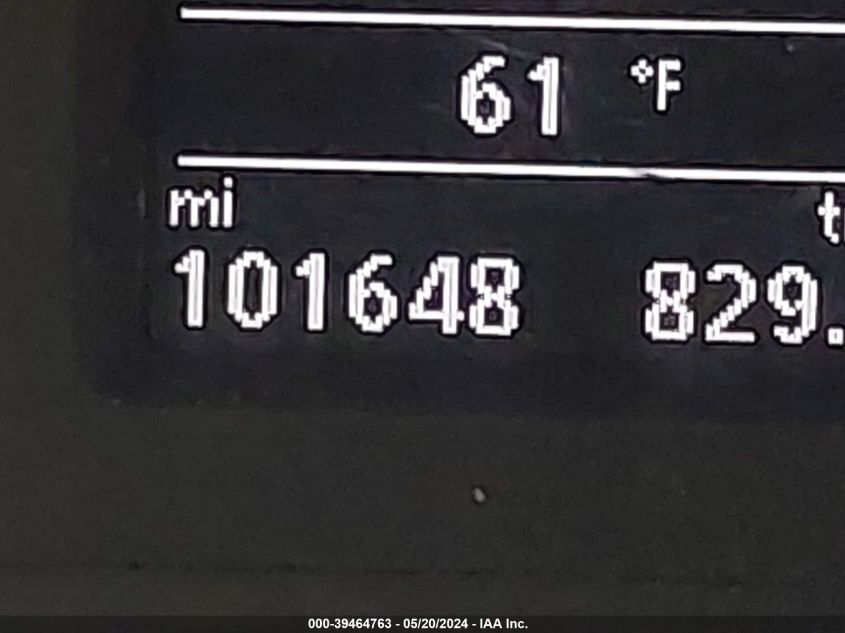 61 °F
mi
101648 829.
000-39464763 - 05/20/2024 - IAA Inc.